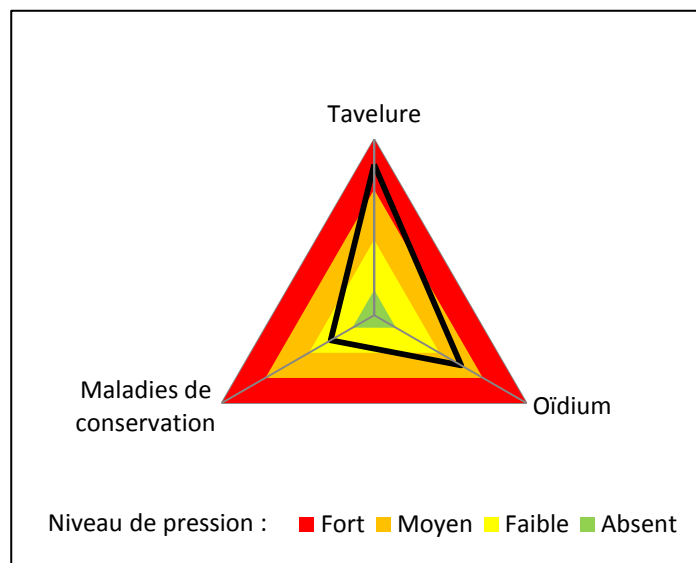 Tavelure
Maladies de
conservation
Oïdium
Niveau de pression : Fort Moyen Faible Absent